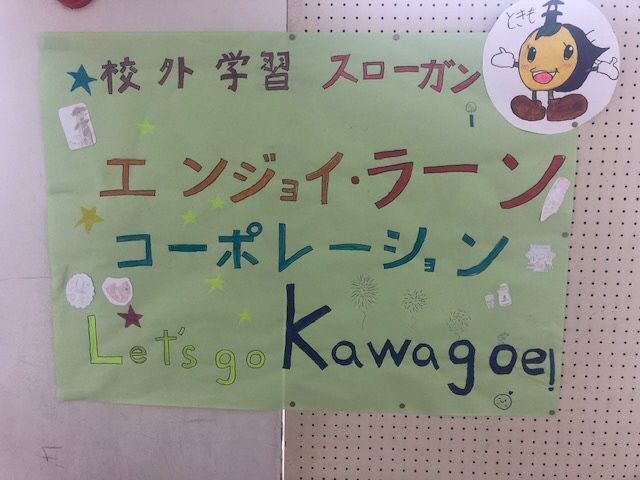 校外学習 スローガン
ときも
エンジョイ・ラーン
コーポレーション
Let's go Kawagoe!